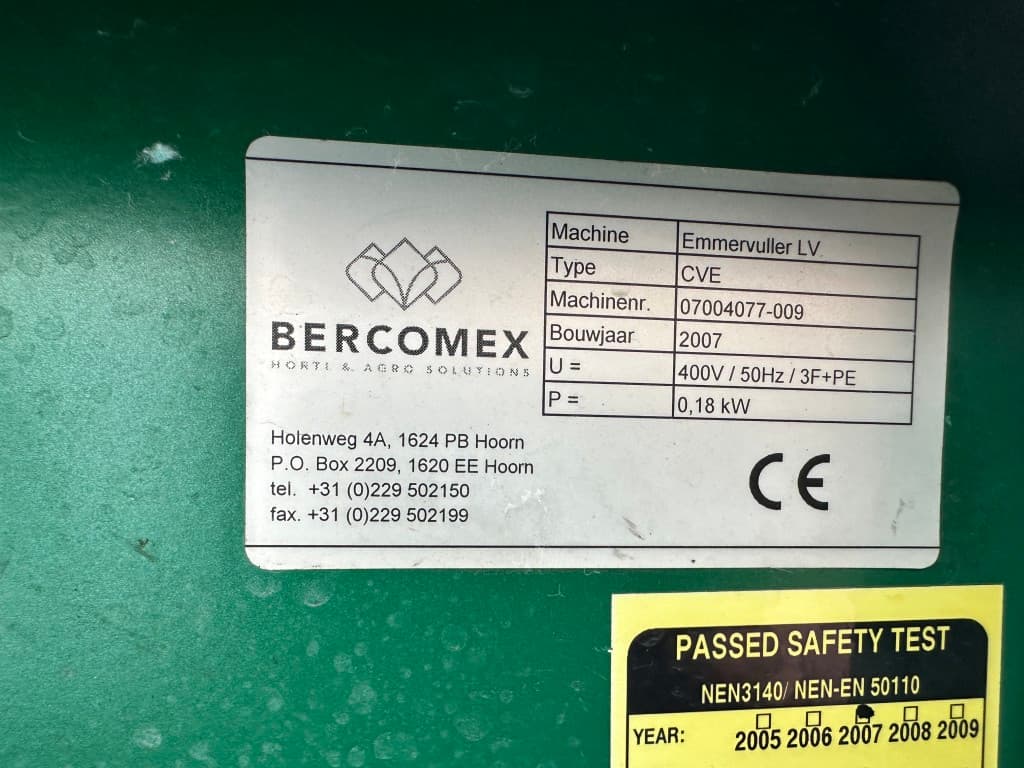 BERCOMEX
HORTI & AGRO SOLUTIONS
Machine Emmervuller LV
Type CVE
Machinenr. 07004077-009
Bouwjaar 2007
U = 400V / 50Hz / 3F+PE
P = 0,18 kW
Holenweg 4A, 1624 PB Hoorn
P.O. Box 2209, 1620 EE Hoorn
tel. +31 (0)229 502150
fax. +31 (0)229 502199
CE
PASSED SAFETY TEST
NEN3140/ NEN-EN 50110
YEAR: 2005 2006 2007 2008 2009